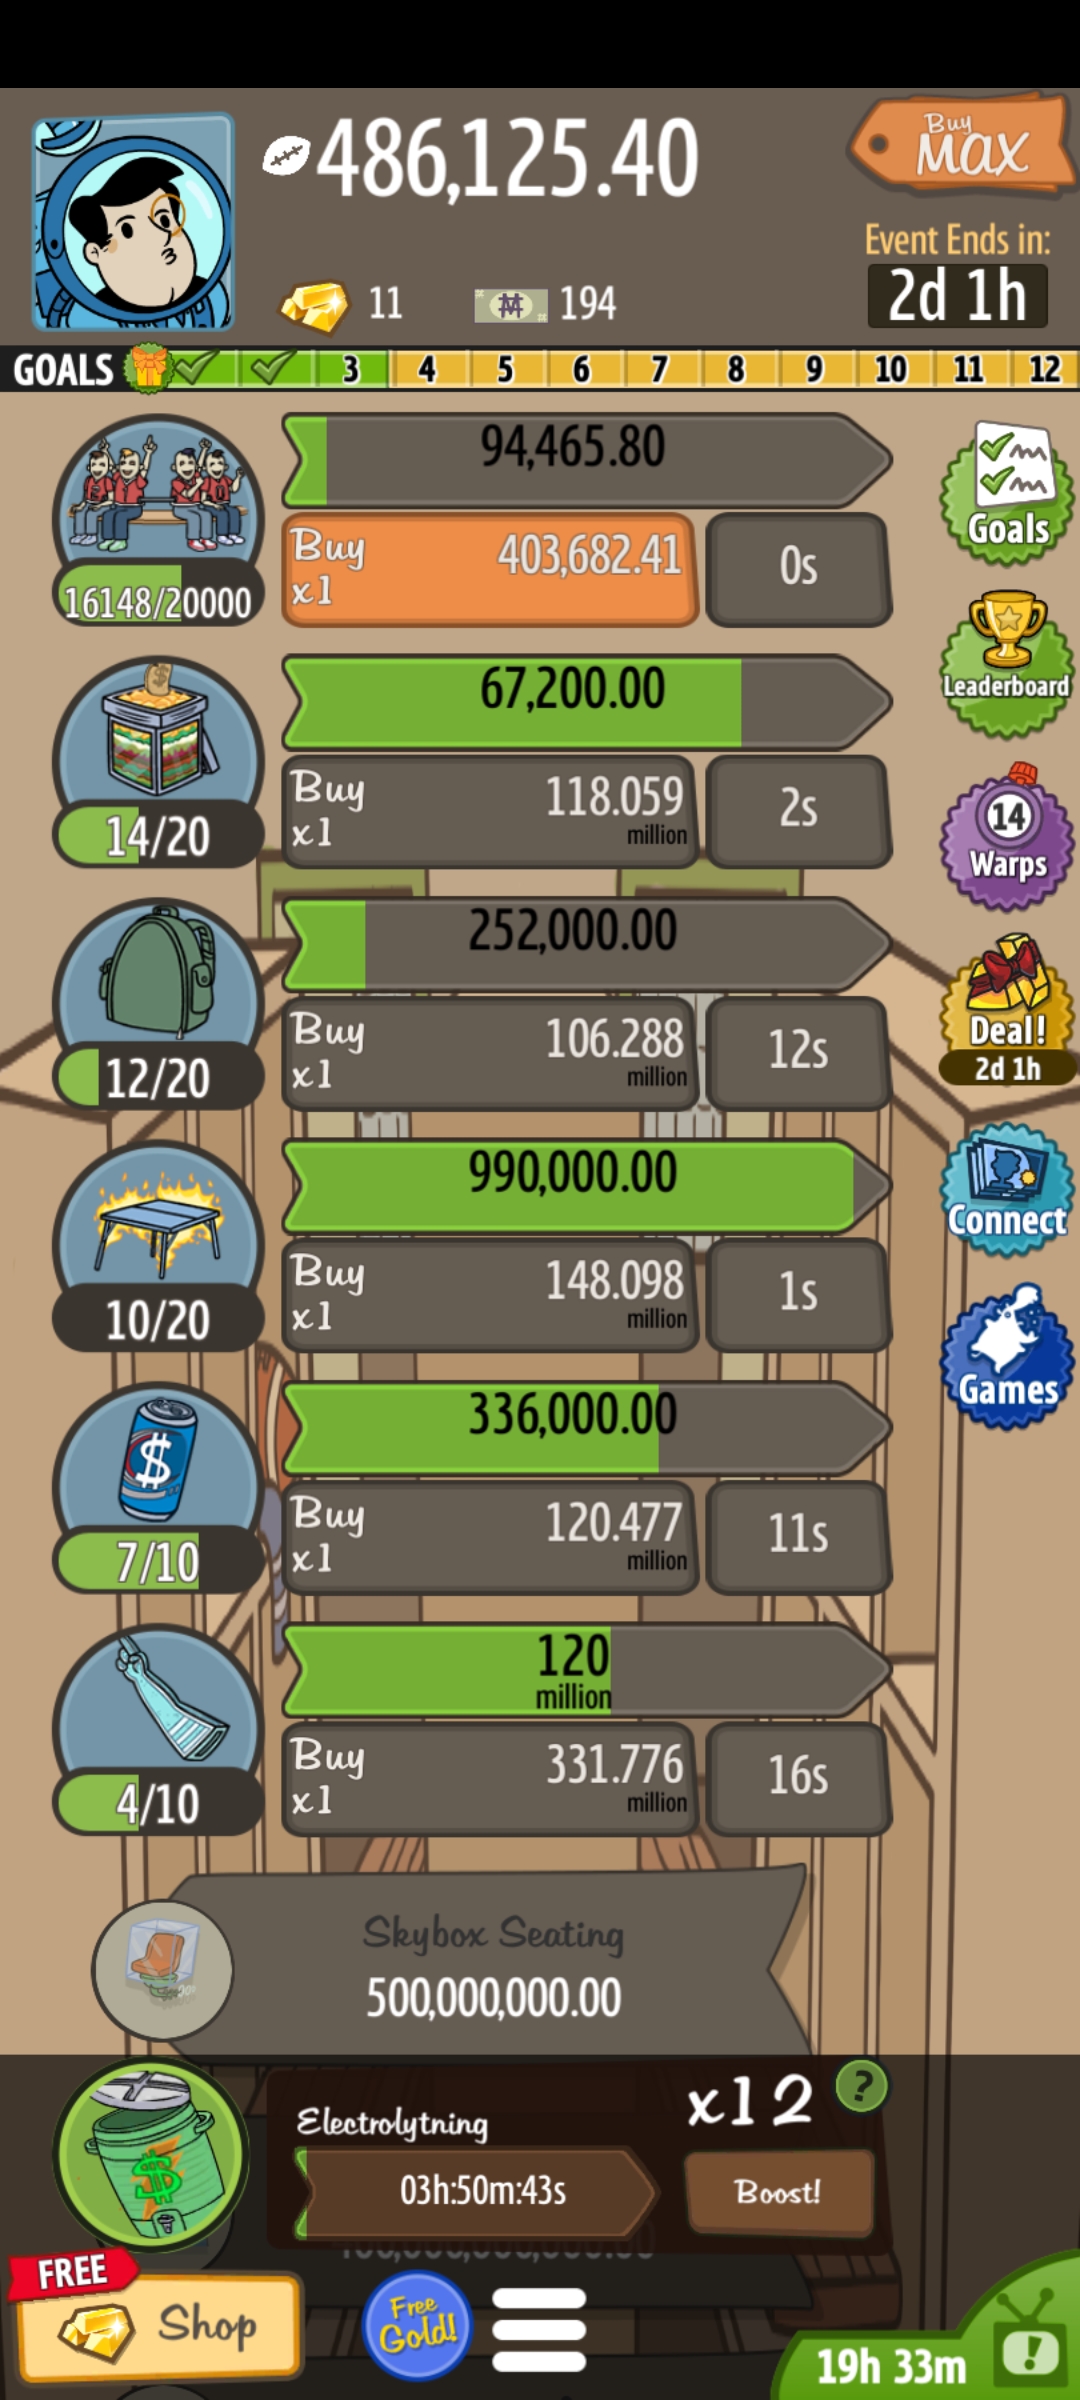 486,125.40
Buy
MAX
Event Ends in:
2d 1h
11
194
GOALS 3 4 5 6 7 8 9 10 11 12
94,465.80
Buy
x1
403,682.41
0s
16148/20000
Goals
67,200.00
Buy
x1
118.059
million
2s
14/20
Leaderboard
14
Warps
252,000.00
Buy
x1
106.288
million
12s
12/20
Deal!
2d 1h
990,000.00
Buy
x1
148.098
million
1s
10/20
Connect
336,000.00
Buy
x1
120.477
million
11s
7/10
Games
120
million
Buy
x1
331.776
million
16s
4/10
Skybox Seating
500,000,000.00
Electrolytning
x12
?
03h:50m:43s
Boost!
FREE
Shop
Free
Gold!
19h 33m